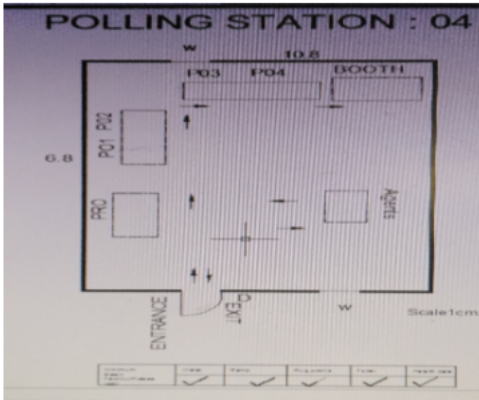 POLLING STATION : 04
W
10.8
P03 P04 BOOTH
P01 P02
6.8
PRO
Agents
ENTRANCE
EXIT
W
Scale1cm